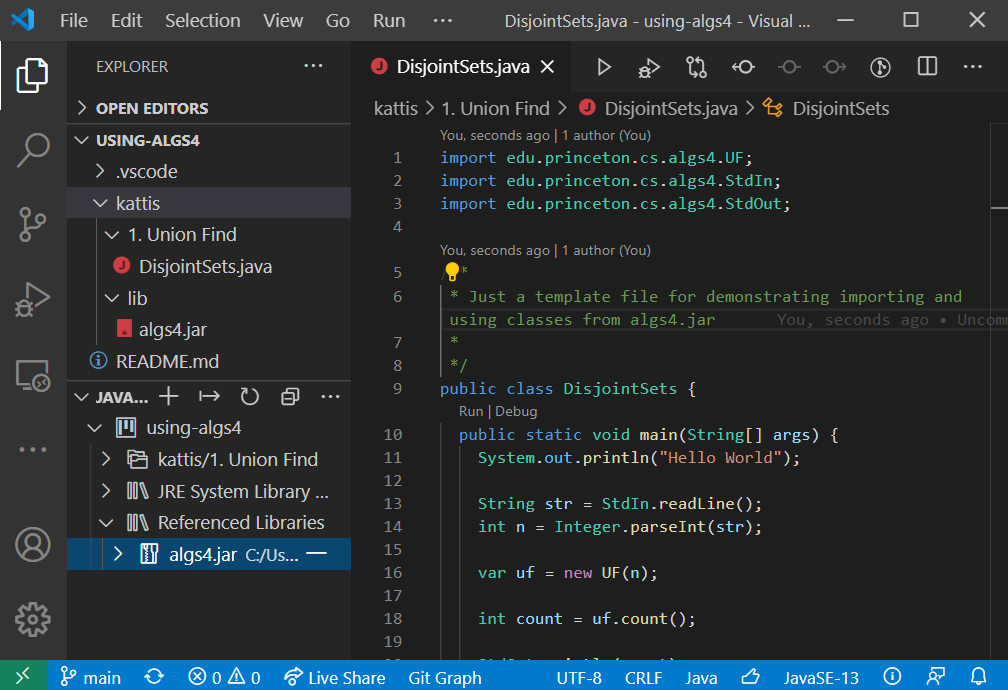 File Edit Selection View Go Run ··· DisjointSets.java - using-algs4 - Visual ...
EXPLORER ···
OPEN EDITORS
USING-ALGS4
.vscode
kattis
1. Union Find
DisjointSets.java
lib
algs4.jar
README.md
JAVA... ···
using-algs4
kattis/1. Union Find
JRE System Library ...
Referenced Libraries
algs4.jar C:/Us...
DisjointSets.java
kattis > 1. Union Find > DisjointSets.java > DisjointSets
You, seconds ago | 1 author (You)
1 import edu.princeton.cs.algs4.UF;
2 import edu.princeton.cs.algs4.StdIn;
3 import edu.princeton.cs.algs4.StdOut;
4
You, seconds ago | 1 author (You)
5 *
6 * Just a template file for demonstrating importing and
using classes from algs4.jar You, seconds ago • Uncom
7 *
8 */
9 public class DisjointSets {
Run | Debug
10 public static void main(String[] args) {
11 System.out.println("Hello World");
12
13 String str = StdIn.readLine();
14 int n = Integer.parseInt(str);
15
16 var uf = new UF(n);
17
18 int count = uf.count();
19
main 0 0 Live Share Git Graph UTF-8 CRLF Java JavaSE-13